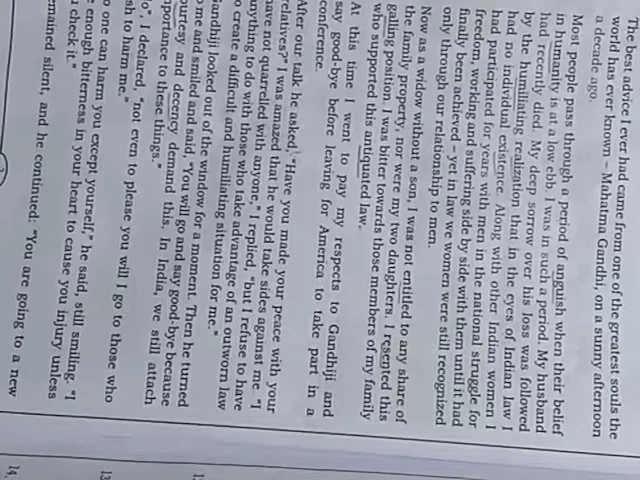 The best advice I ever had came from one of the greatest souls the
world has ever known – Mahatma Gandhi, on a sunny afternoon
a decade ago.
Most people pass through a period of anguish when their belief
in humanity is at a low ebb. I was in such a period. My husband
had recently died. My deep sorrow over his loss was followed
by the humiliating realization that in the eyes of Indian law I
had no individual existence. Along with other Indian women I
had participated for years with men in the national struggle for
freedom, working and suffering side by side with them until it had
finally been achieved – yet in law we women were still recognized
only through our relationship to men.
Now as a widow without a son, I was not entitled to any share of
the family property, nor were my two daughters. I resented this
galling position. I was bitter towards those members of my family
who supported this antiquated law.
At this time I went to pay my respects to Gandhiji and
say good-bye before leaving for America to take part in a
conference.
After our talk he asked, "Have you made your peace with your
relatives?" I was amazed that he would take sides against me. "I
have not quarrelled with anyone," I replied, "but I refuse to have
anything to do with those who take advantage of an outworn law
to create a difficult and humiliating situation for me."
Gandhiji looked out of the window for a moment. Then he turned
to me and smiled and said, "You will go and say good-bye because
courtesy and decency demand this. In India, we still attach
importance to these things."
", I declared, "not even to please you will I go to those who
sh to harm me."
o one can harm you except yourself," he said, still smiling. "I
enough bitterness in your heart to cause you injury unless
u check it."
emained silent, and he continued: "You are going to a new
13
14.